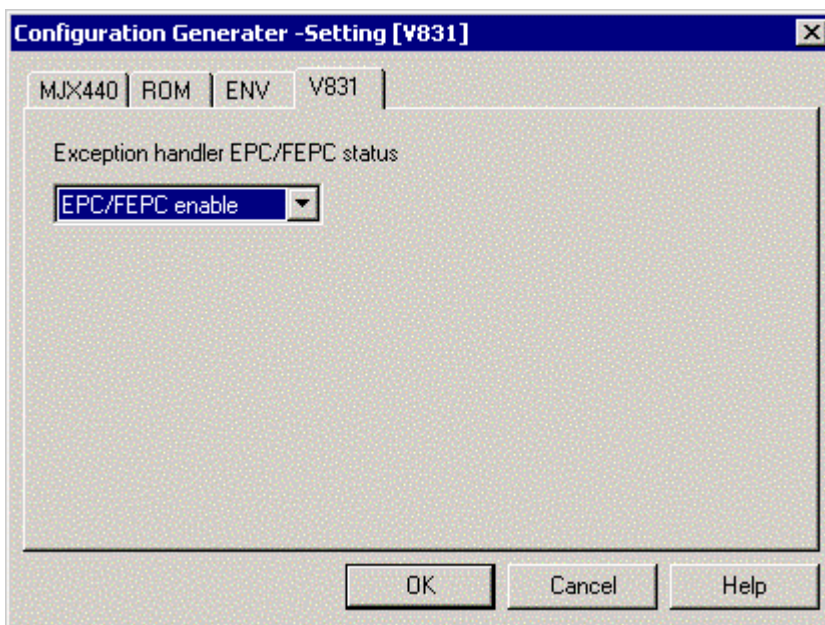 Configuration Generater -Setting [V831]
MJX440 ROM ENV V831
Exception handler EPC/FEPC status
EPC/FEPC enable
OK Cancel Help